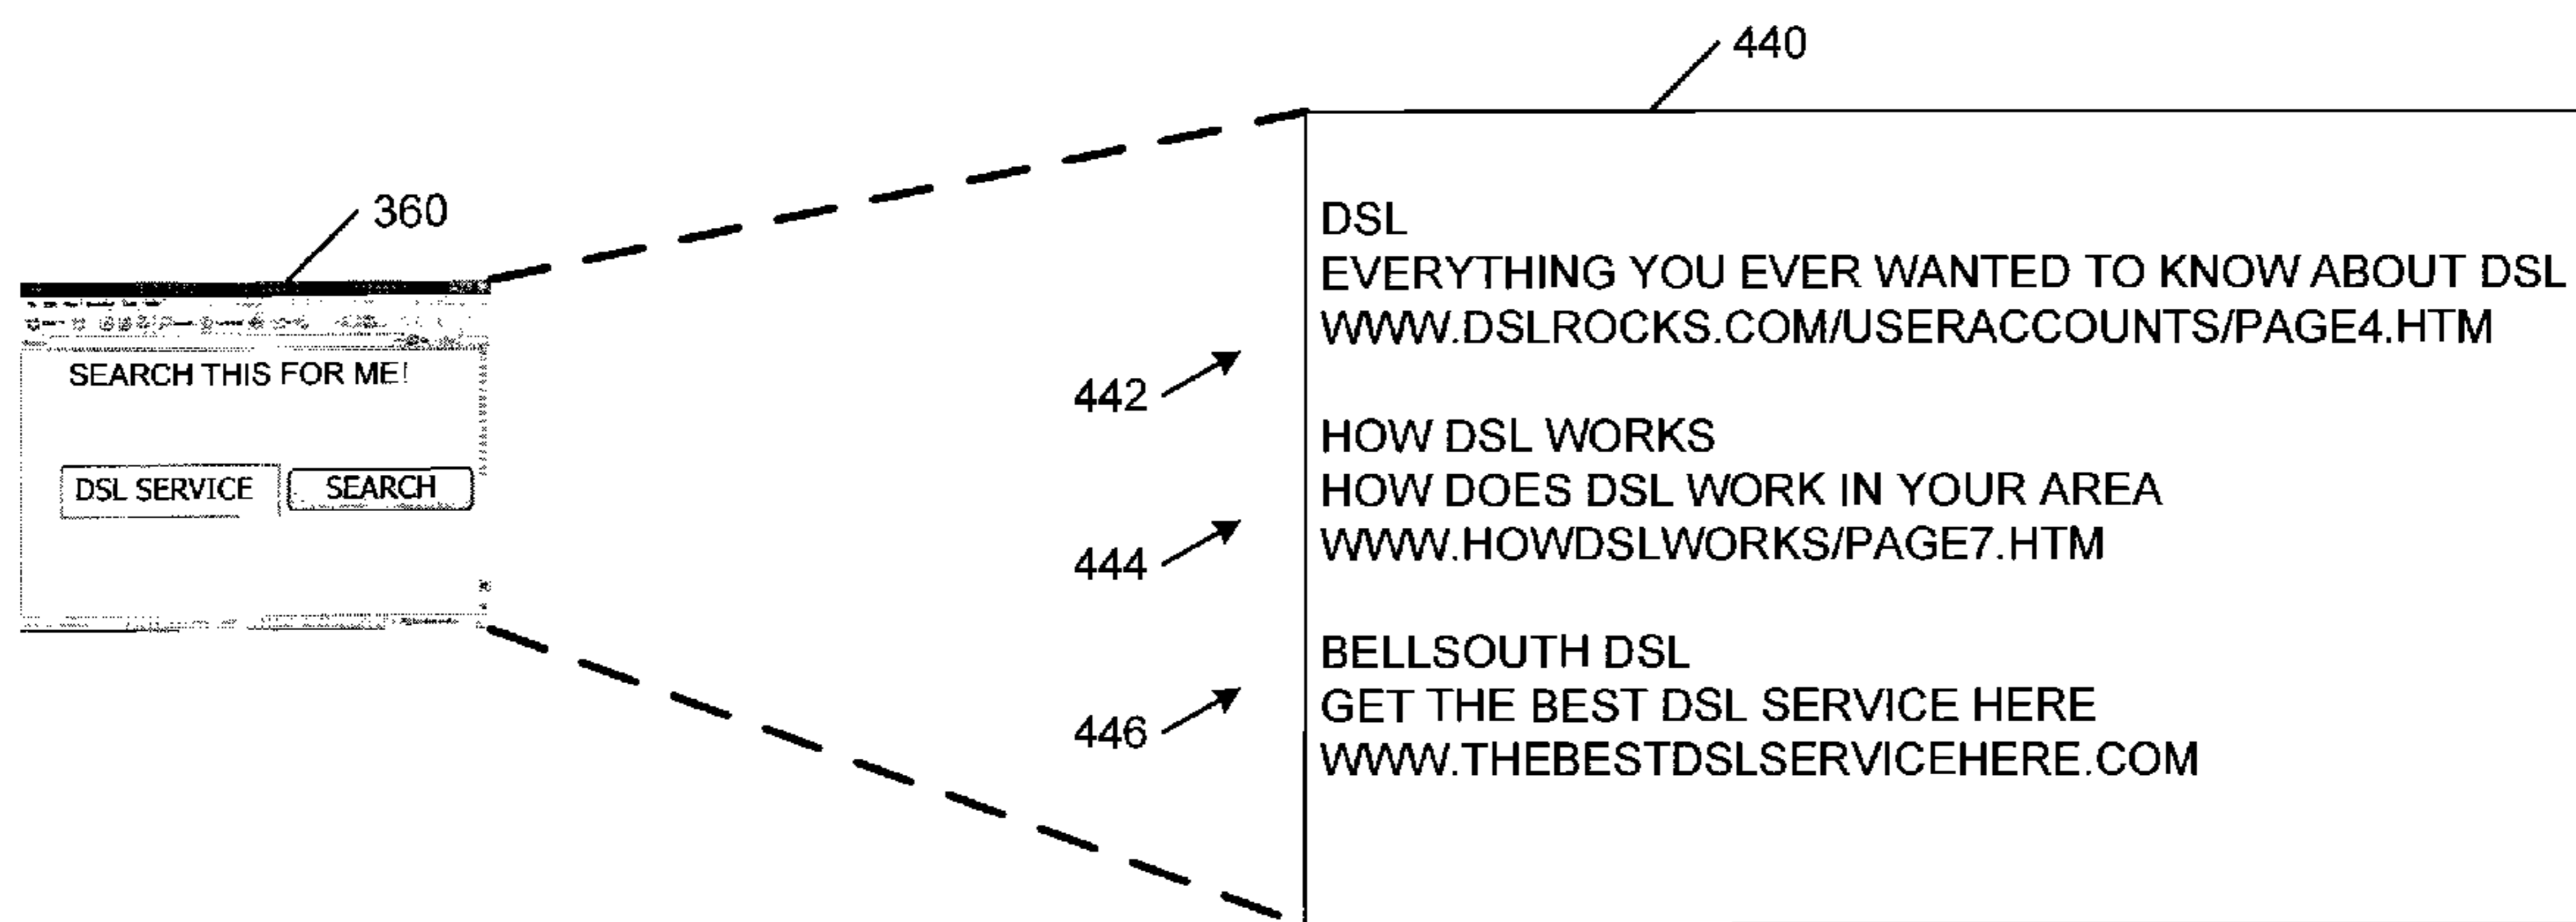 440
360
SEARCH THIS FOR ME!
DSL SERVICE
SEARCH
DSL
EVERYTHING YOU EVER WANTED TO KNOW ABOUT DSL
WWW.DSLROCKS.COM/USERACCOUNTS/PAGE4.HTM
442
HOW DSL WORKS
HOW DOES DSL WORK IN YOUR AREA
WWW.HOWDSLWORKS/PAGE7.HTM
444
BELLSOUTH DSL
GET THE BEST DSL SERVICE HERE
WWW.THEBESTDSLSERVICEHERE.COM
446